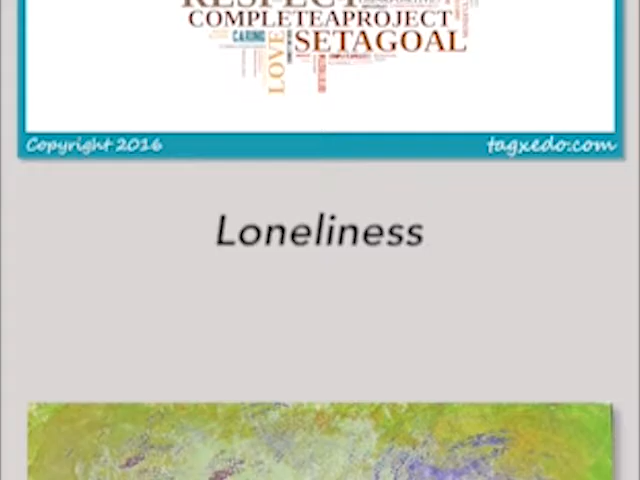 RESPECT
COMPLETEAPROJECT
CARING
LOVE
SETAGOAL
Copyright 2016
tagxedo.com
Loneliness